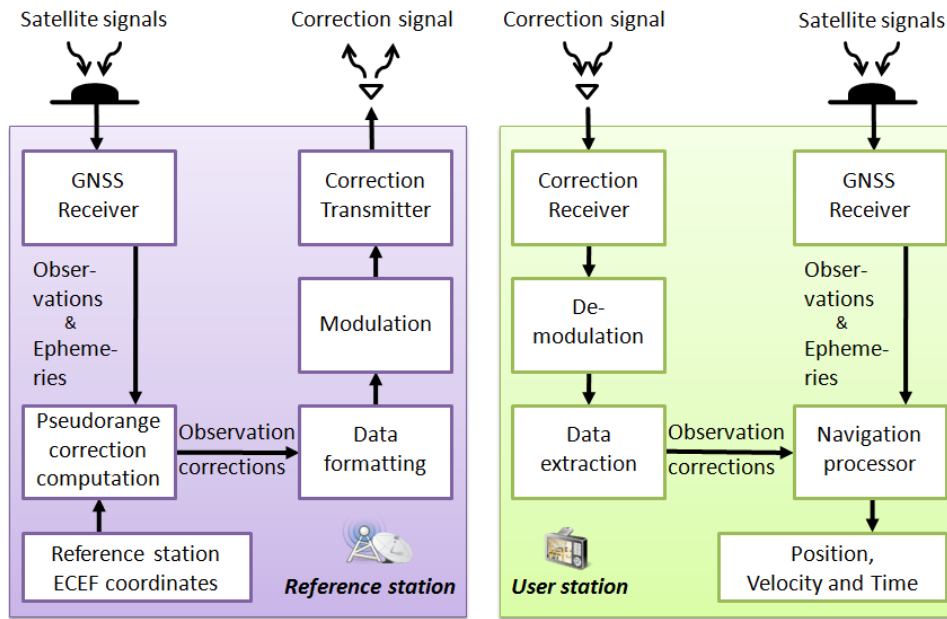 Satellite signals
Correction signal
GNSS
Receiver
Correction
Transmitter
Obser-
vations
&
Epheme-
ries
Modulation
Pseudorange
correction
computation
Observation
corrections
Data
formatting
Reference station
ECEF coordinates
Reference station
Correction signal
Satellite signals
Correction
Receiver
GNSS
Receiver
De-
modulation
Obser-
vations
&
Epheme-
ries
Data
extraction
Observation
corrections
Navigation
processor
User station
Position,
Velocity and Time